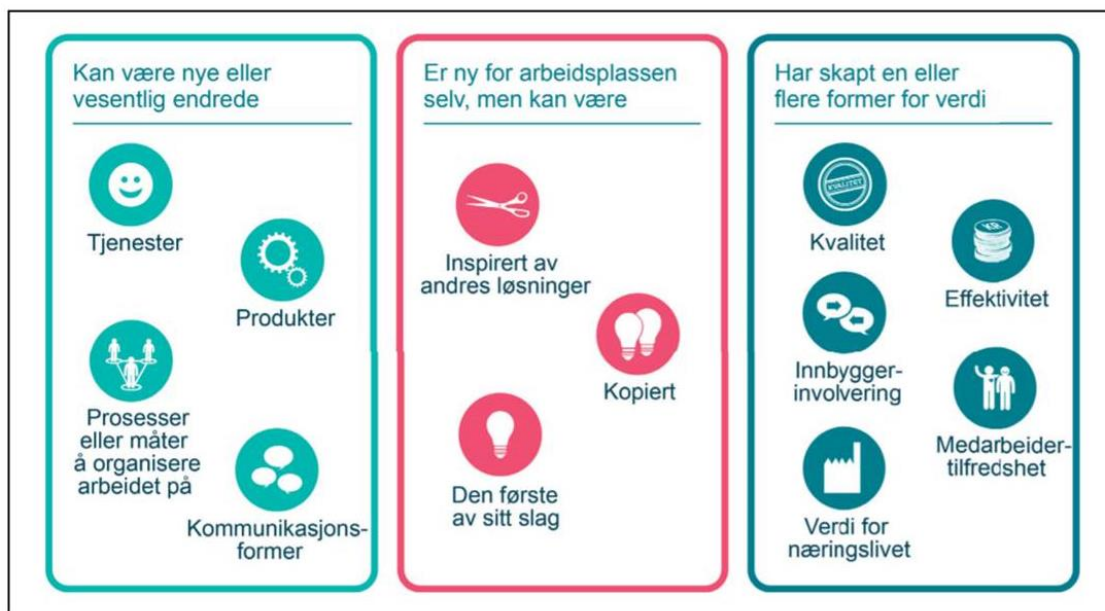 Kan være nye eller
vesentlig endrede
Tjenester
Produkter
Prosesser
eller måter
å organisere
arbeidet på
Kommunikasjons-
former
Er ny for arbeidsplassen
selv, men kan være
Inspirert av
andres løsninger
Kopiert
Den første
av sitt slag
Har skapt en eller
flere former for verdi
KVALITET
Kvalitet
KR
Effektivitet
Innbygger-
involvering
Medarbeider-
tilfredshet
Verdi for
næringslivet